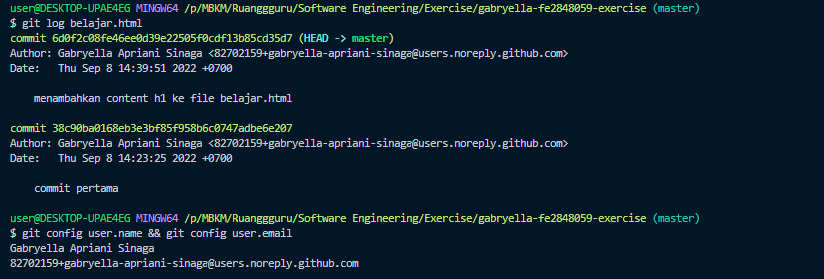 user@DESKTOP-UPAE4EG MINGW64 /p/MBKM/Ruanggguru/Software Engineering/Exercise/gabryella-fe2848059-exercise (master)
$ git log belajar.html
commit 6d0f2c08fe46ee0d39e22505f0cdf13b85cd35d7 (HEAD -> master)
Author: Gabryella Apriani Sinaga <82702159+gabryella-apriani-sinaga@users.noreply.github.com>
Date:   Thu Sep 8 14:39:51 2022 +0700
    menambahkan content h1 ke file belajar.html
commit 38c90ba0168eb3e3bf85f958b6c0747adbe6e207
Author: Gabryella Apriani Sinaga <82702159+gabryella-apriani-sinaga@users.noreply.github.com>
Date:   Thu Sep 8 14:23:25 2022 +0700
    commit pertama
user@DESKTOP-UPAE4EG MINGW64 /p/MBKM/Ruanggguru/Software Engineering/Exercise/gabryella-fe2848059-exercise (master)
$ git config user.name && git config user.email
Gabryella Apriani Sinaga
82702159+gabryella-apriani-sinaga@users.noreply.github.com